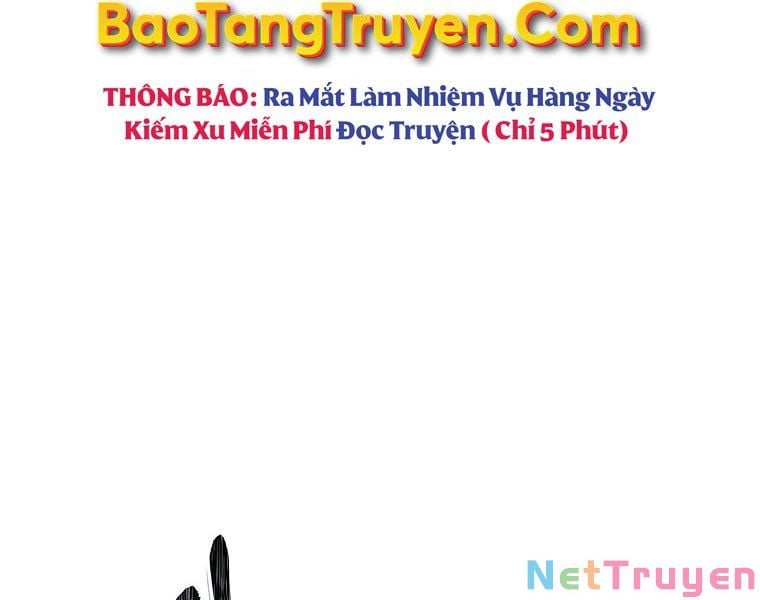 BaoTangTruyen.Com
THÔNG BÁO: Ra Mắt Làm Nhiệm Vụ Hàng Ngày
Kiếm Xu Miễn Phí Đọc Truyện ( Chỉ 5 Phút)
NetTruyen